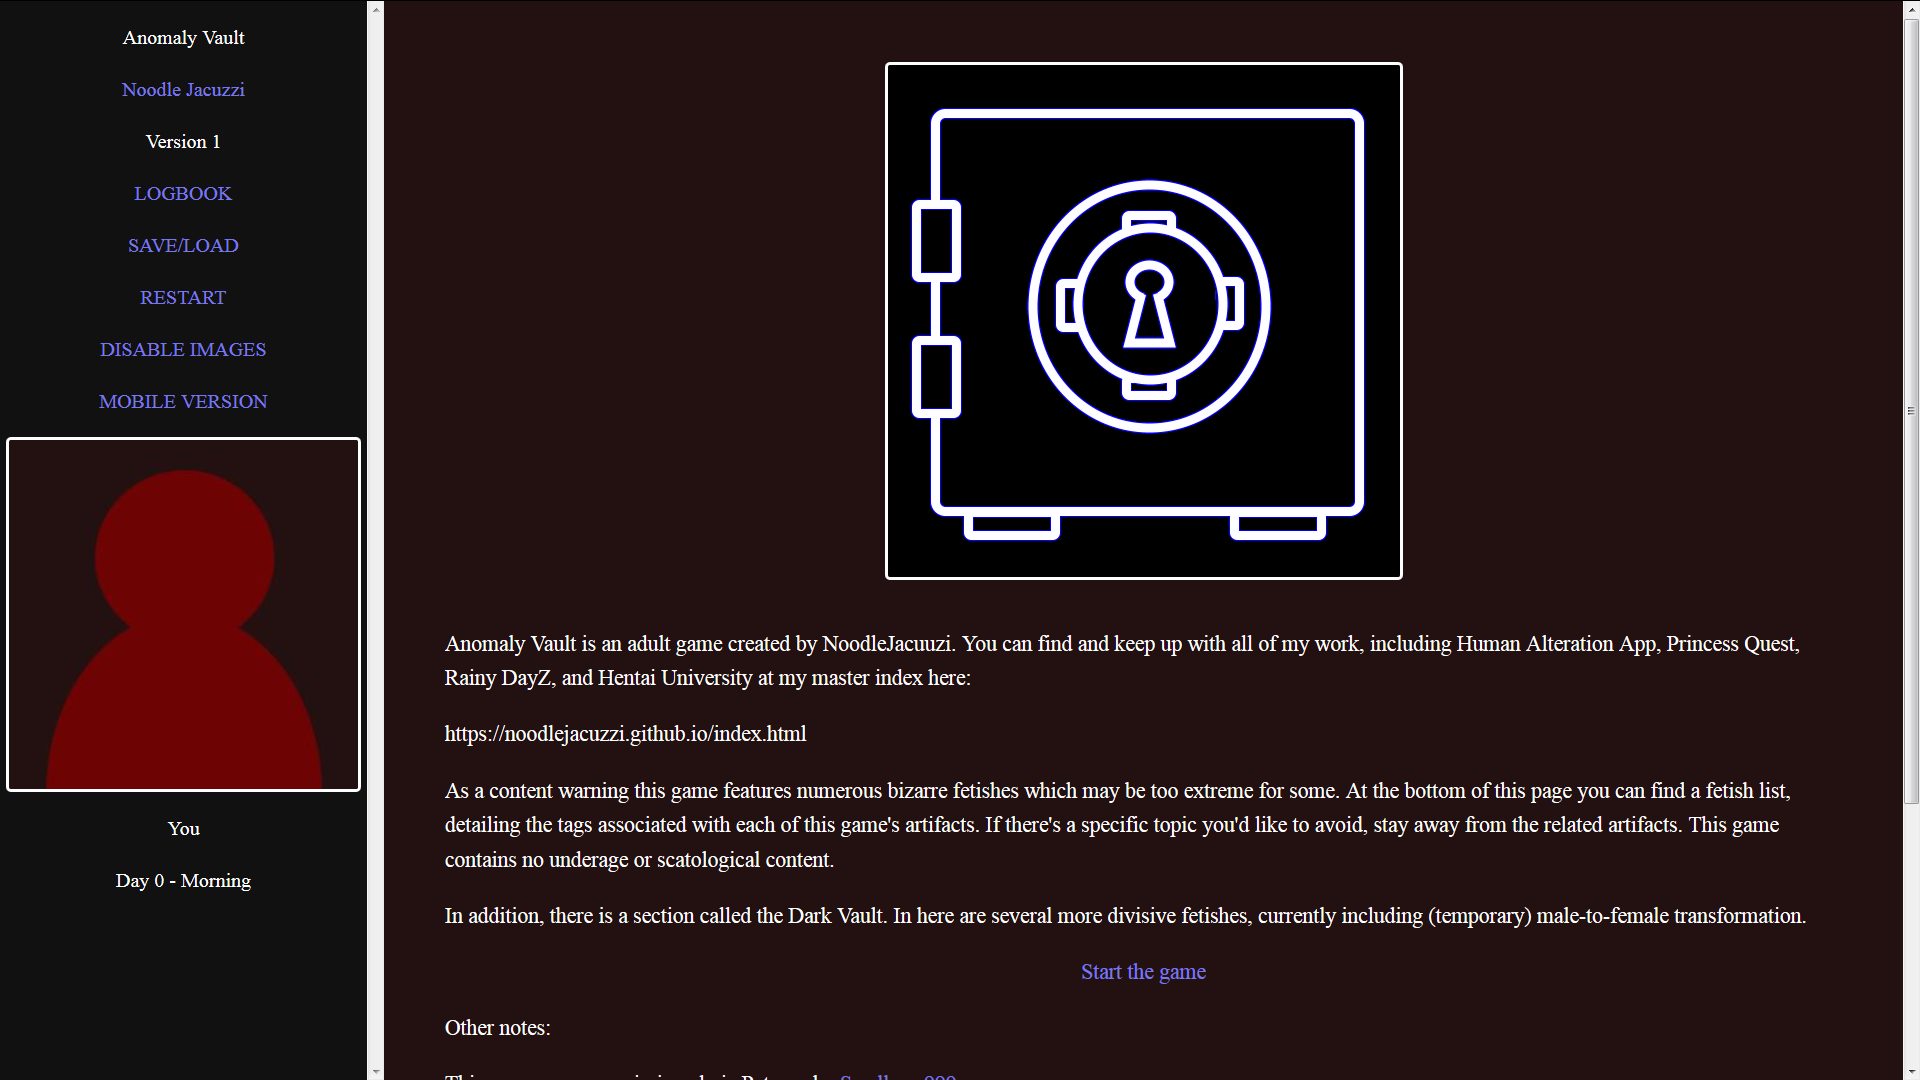 Anomaly Vault
Noodle Jacuzzi
Version 1
LOGBOOK
SAVE/LOAD
RESTART
DISABLE IMAGES
MOBILE VERSION
You
Day 0 - Morning
Anomaly Vault is an adult game created by NoodleJacuuzi. You can find and keep up with all of my work, including Human Alteration App, Princess Quest,
Rainy DayZ, and Hentai University at my master index here:
https://noodlejacuzzi.github.io/index.html
As a content warning this game features numerous bizarre fetishes which may be too extreme for some. At the bottom of this page you can find a fetish list,
detailing the tags associated with each of this game's artifacts. If there's a specific topic you'd like to avoid, stay away from the related artifacts. This game
contains no underage or scatological content.
In addition, there is a section called the Dark Vault. In here are several more divisive fetishes, currently including (temporary) male-to-female transformation.
Start the game
Other notes: